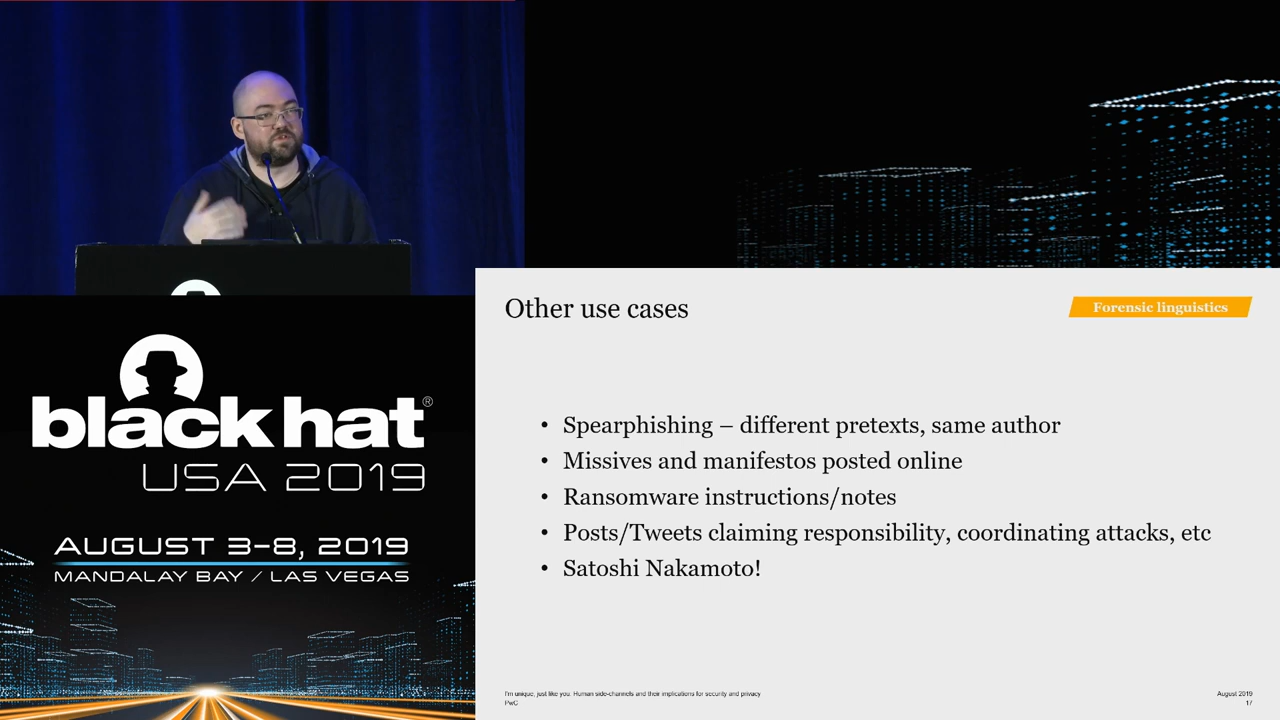 black hat®
USA 2019
AUGUST 3-8, 2019
MANDALAY BAY / LAS VEGAS
Other use cases
Forensic linguistics
• Spearphishing – different pretexts, same author
• Missives and manifestos posted online
• Ransomware instructions/notes
• Posts/Tweets claiming responsibility, coordinating attacks, etc
• Satoshi Nakamoto!
I'm unique, just like you: Human side-channels and their implications for security and privacy
PwC
August 2019
17